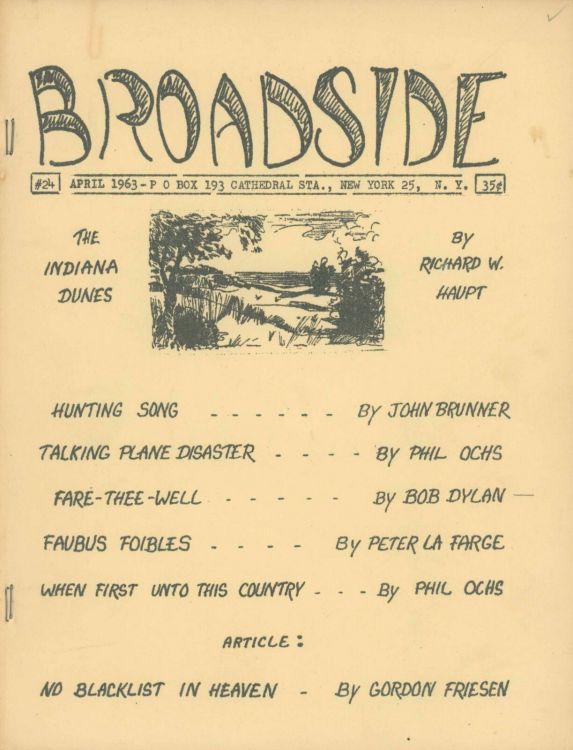 BROADSIDE
#24 APRIL 1963-P O BOX 193 CATHEDRAL STA., NEW YORK 25, N. Y. 35¢
THE
INDIANA
DUNES
BY
RICHARD W.
HAUPT
HUNTING SONG - - - - - - BY JOHN BRUNNER
TALKING PLANE DISASTER - - - - BY PHIL OCHS
FARE-THEE-WELL - - - - - BY BOB DYLAN
FAUBUS FOIBLES - - - - By PETER LA FARGE
WHEN FIRST UNTO THIS COUNTRY - - - By PHIL OCHS
ARTICLE:
NO BLACKLIST IN HEAVEN - By GORDON FRIESEN